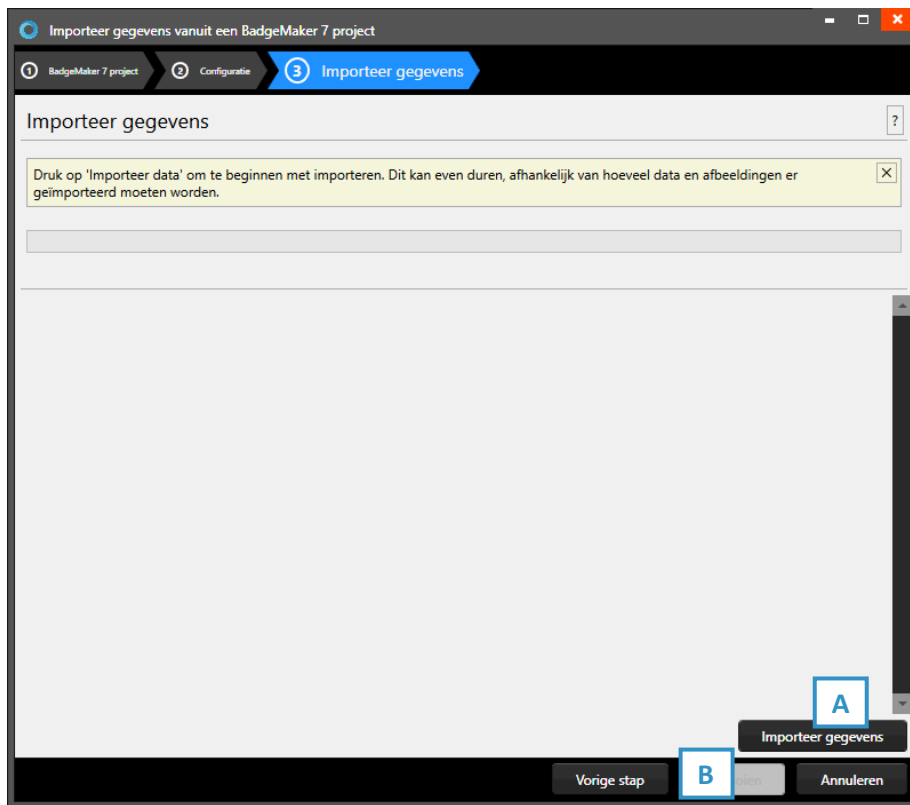 Importeer gegevens vanuit een BadgeMaker 7 project
1 BadgeMaker 7 project 2 Configuratie 3 Importeer gegevens
Importeer gegevens ?
Druk op 'Importeer data' om te beginnen met importeren. Dit kan even duren, afhankelijk van hoeveel data en afbeeldingen er
geïmporteerd moeten worden.
A
Importeer gegevens
Vorige stap B Annuleren